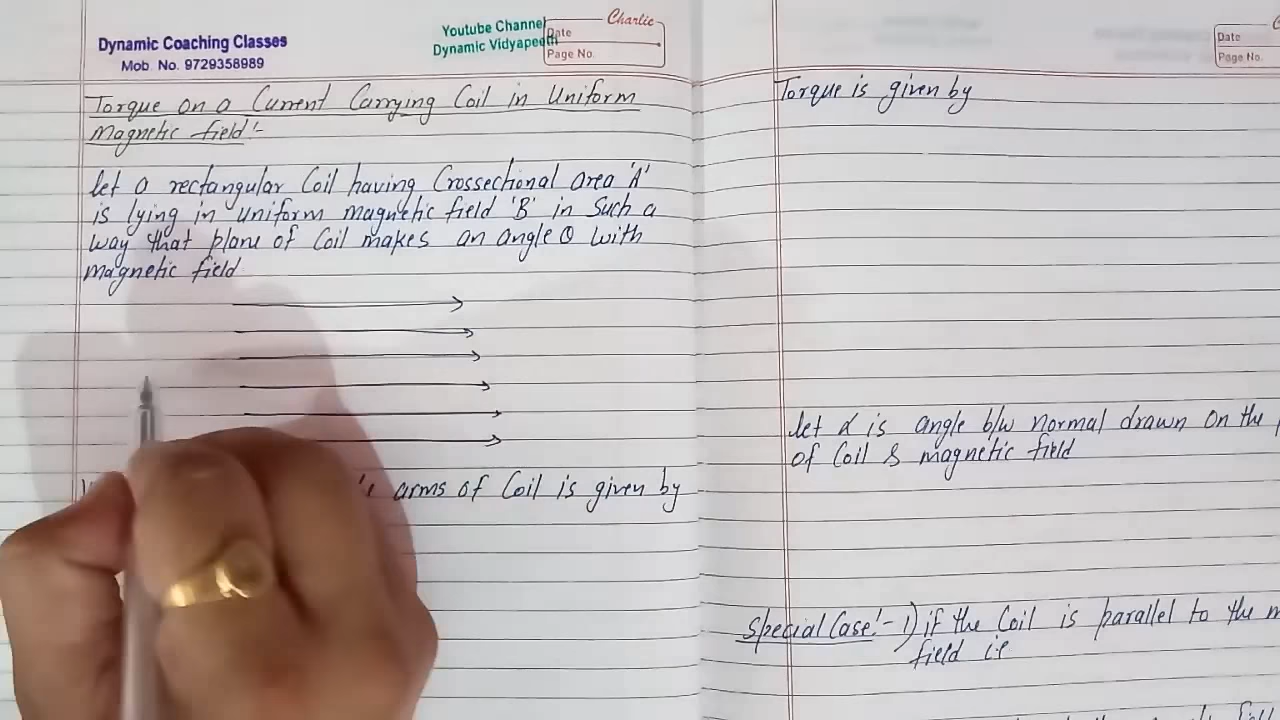 Dynamic Coaching Classes
Mob. No. 9729358989
Youtube Channel
Dynamic Vidyapeeth
Charlie
Date
Page No.
Torque on a Current Carrying Coil in Uniform
Magnetic field:-
Let a rectangular Coil having Crossectional area 'A'
is lying in uniform magnetic field 'B' in Such a
way that plane of Coil makes an angle θ with
magnetic field
arms of Coil is given by
Date
Page No.
Torque is given by
Let α is angle b/w normal drawn on the
of Coil & magnetic field
Special Case:- 1) if the Coil is parallel to the
field i.e